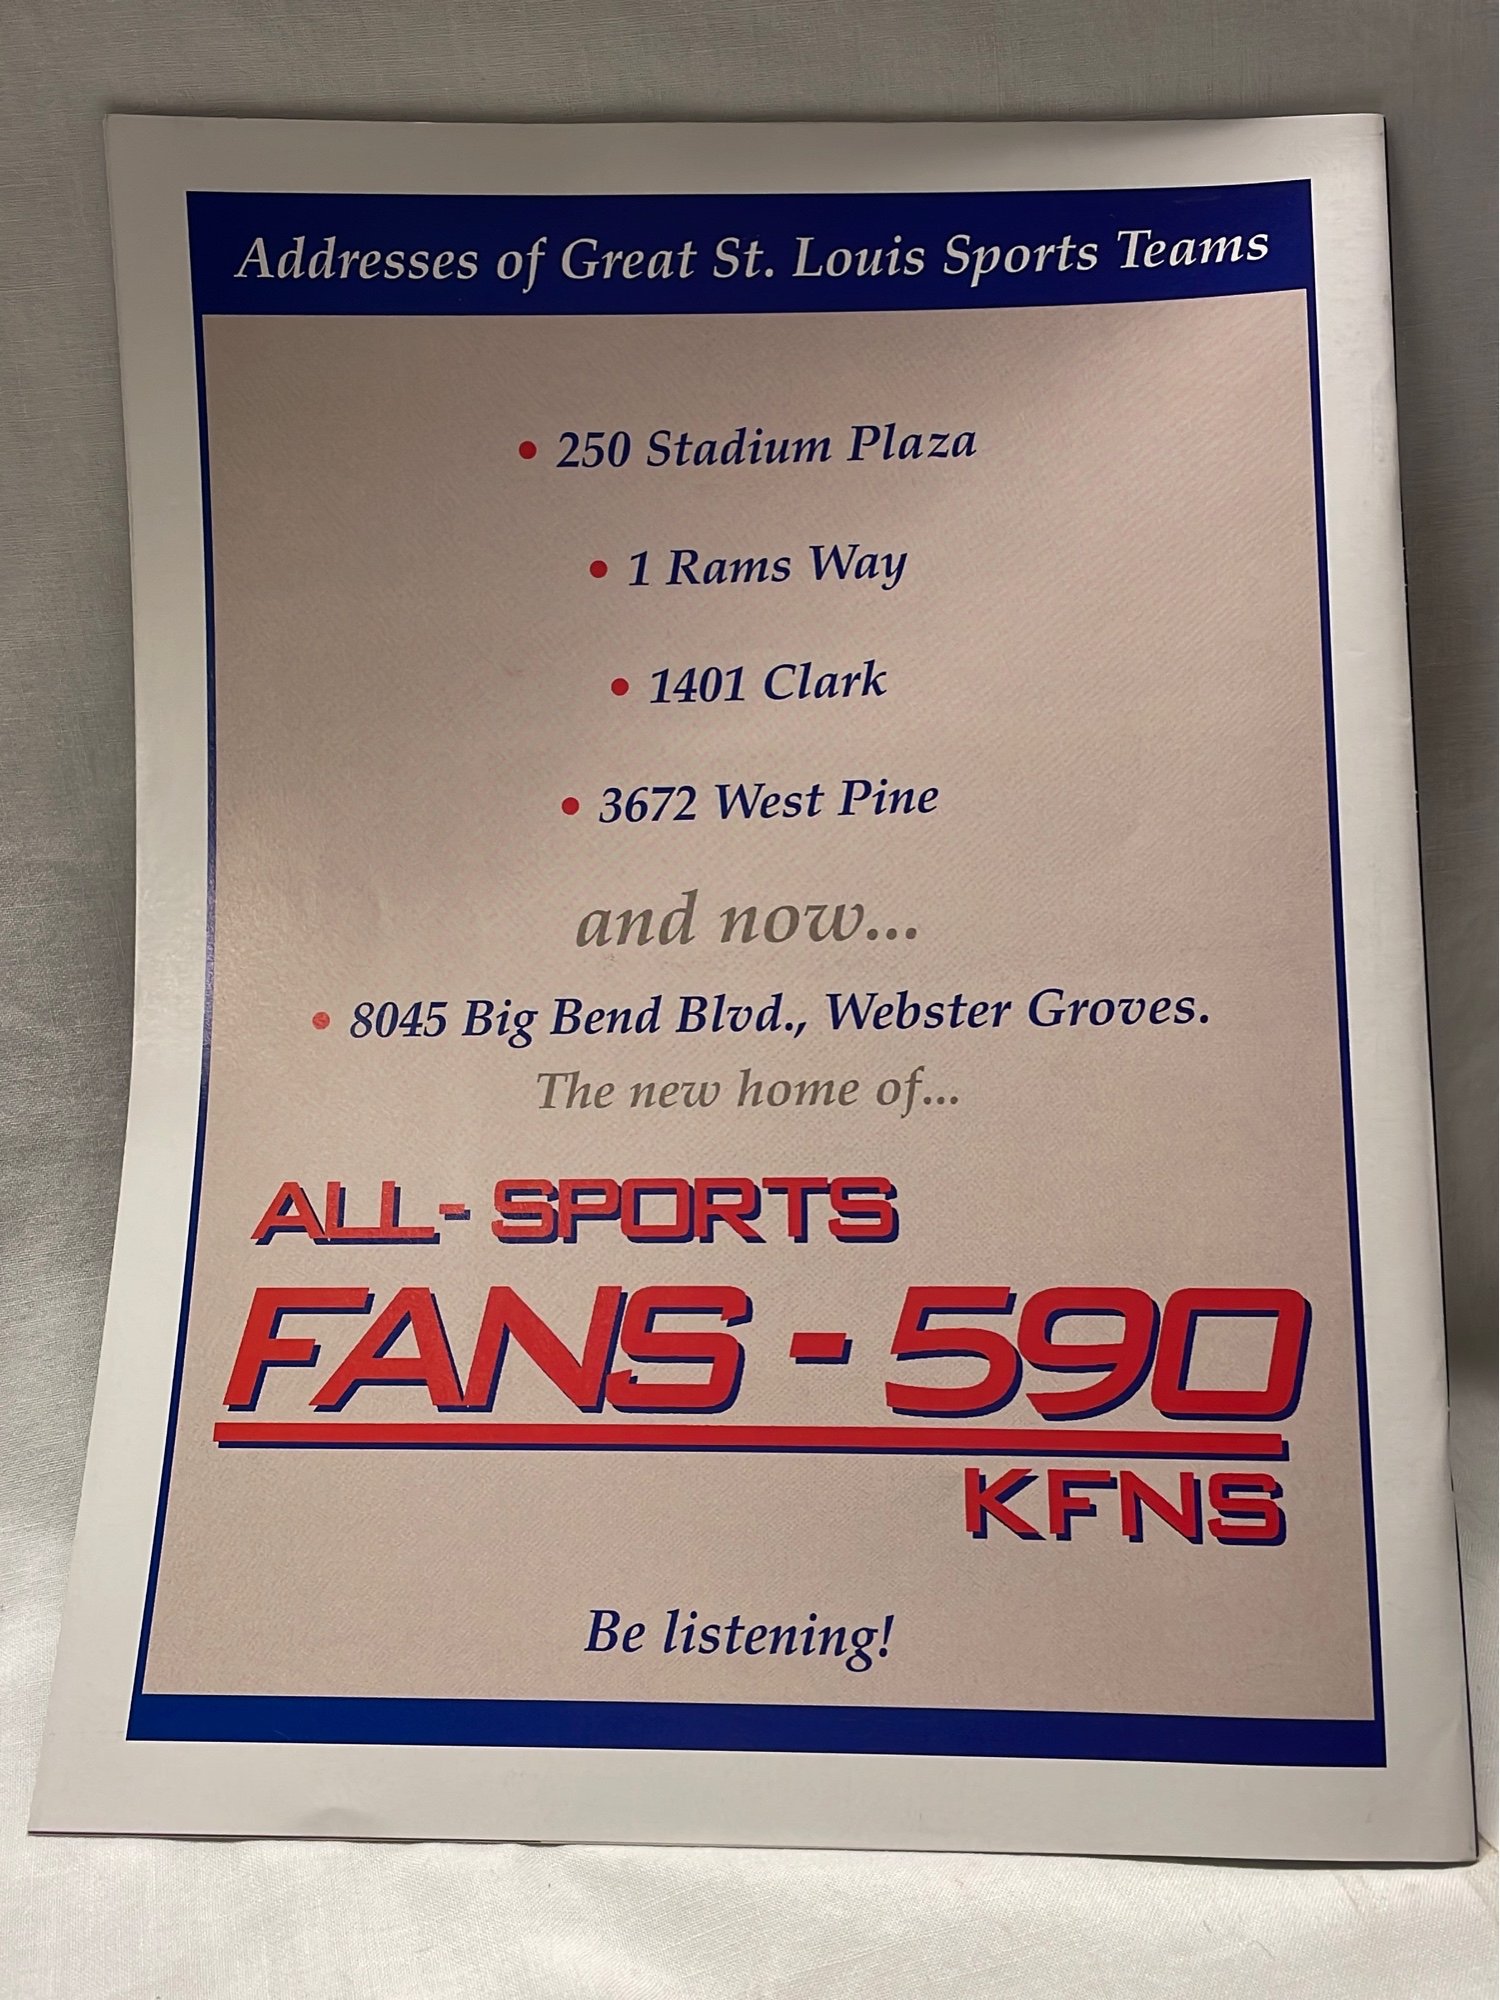 Addresses of Great St. Louis Sports Teams
• 250 Stadium Plaza
• 1 Rams Way
• 1401 Clark
• 3672 West Pine
and now...
• 8045 Big Bend Blvd., Webster Groves.
The new home of...
ALL-SPORTS
FANS-590
KFNS
Be listening!